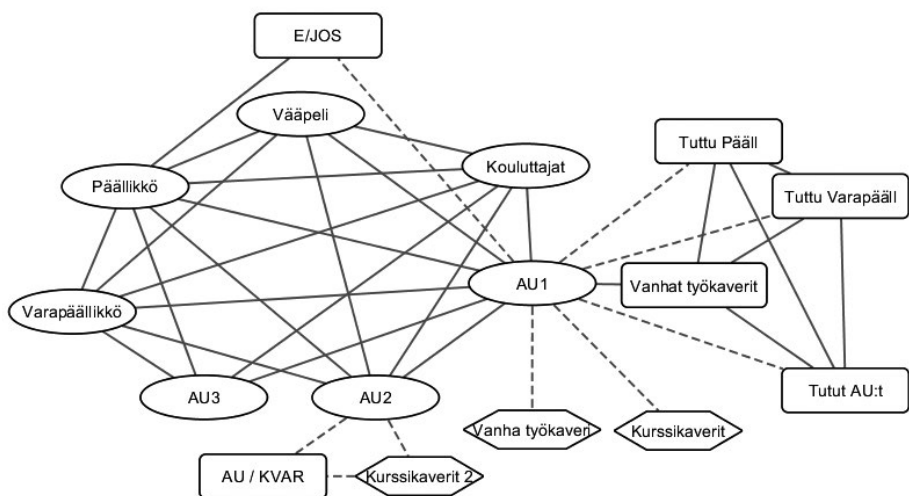 E/JOS
Vääpeli
Tuttu Pääll
Kouluttajat
Päällikkö
Tuttu Varapääll
AU1
Vanhat työkaverit
Varapäällikkö
AU3
AU2
Tutut AU:t
Vanha työkaveri
Kurssikaverit
AU / KVAR
Kurssikaverit 2